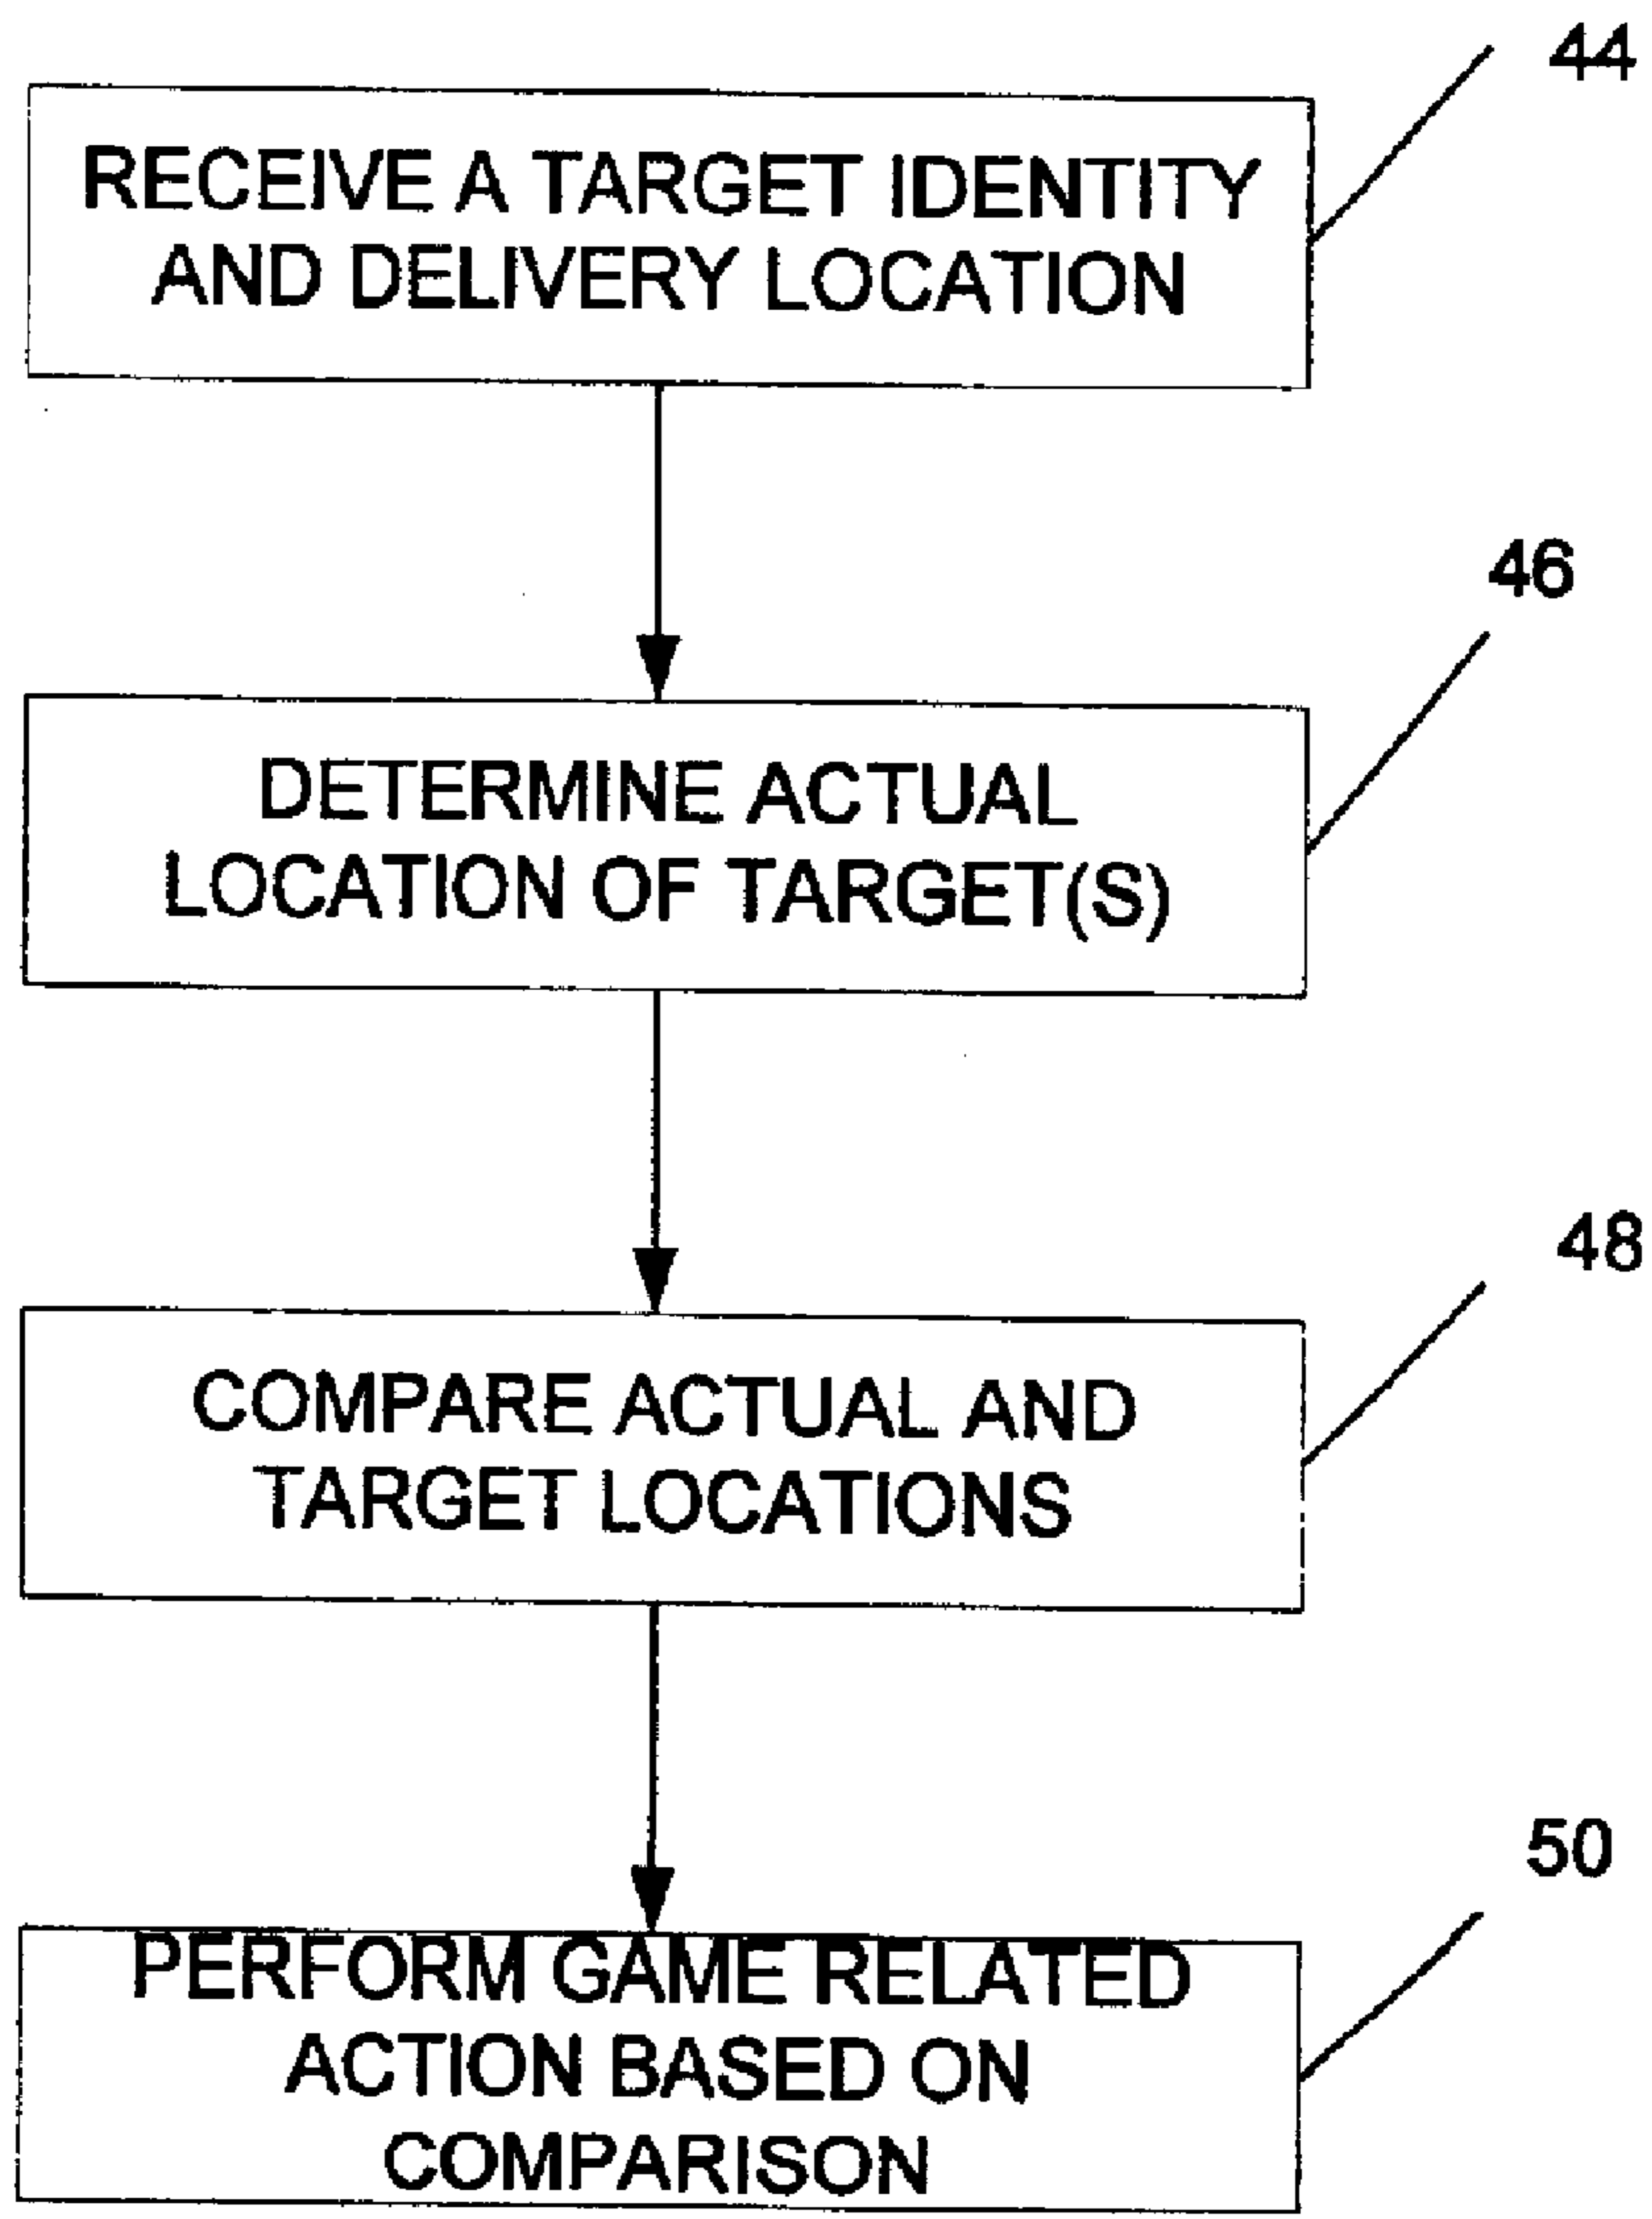 44
RECEIVE A TARGET IDENTITY
AND DELIVERY LOCATION
46
DETERMINE ACTUAL
LOCATION OF TARGET(S)
48
COMPARE ACTUAL AND
TARGET LOCATIONS
50
PERFORM GAME RELATED
ACTION BASED ON
COMPARISON